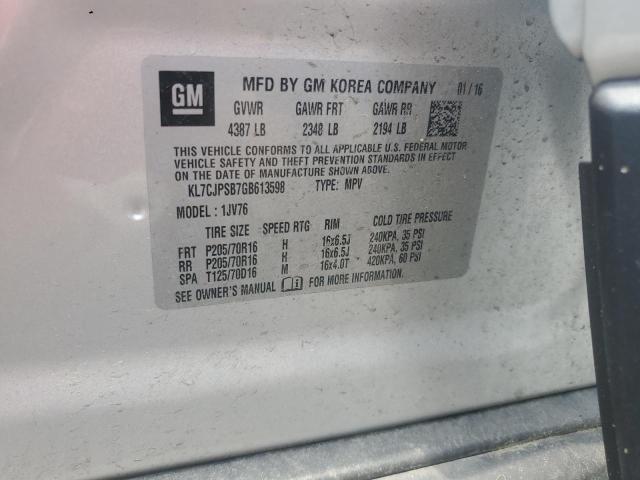 GM
MFD BY GM KOREA COMPANY 01/16
GVWR GAWR FRT GAWR RR
4387 LB 2348 LB 2194 LB
THIS VEHICLE CONFORMS TO ALL APPLICABLE U.S. FEDERAL MOTOR
VEHICLE SAFETY AND THEFT PREVENTION STANDARDS IN EFFECT
ON THE DATE OF MANUFACTURE SHOWN ABOVE.
KL7CJPSB7GB613598 TYPE: MPV
MODEL : 1JV76
TIRE SIZE SPEED RTG RIM COLD TIRE PRESSURE
FRT P205/70R16 H 16x6.5J 240KPA, 35 PSI
RR P205/70R16 H 16x6.5J 240KPA, 35 PSI
SPA T125/70D16 M 16x4.0T 420KPA, 60 PSI
SEE OWNER'S MANUAL FOR MORE INFORMATION.